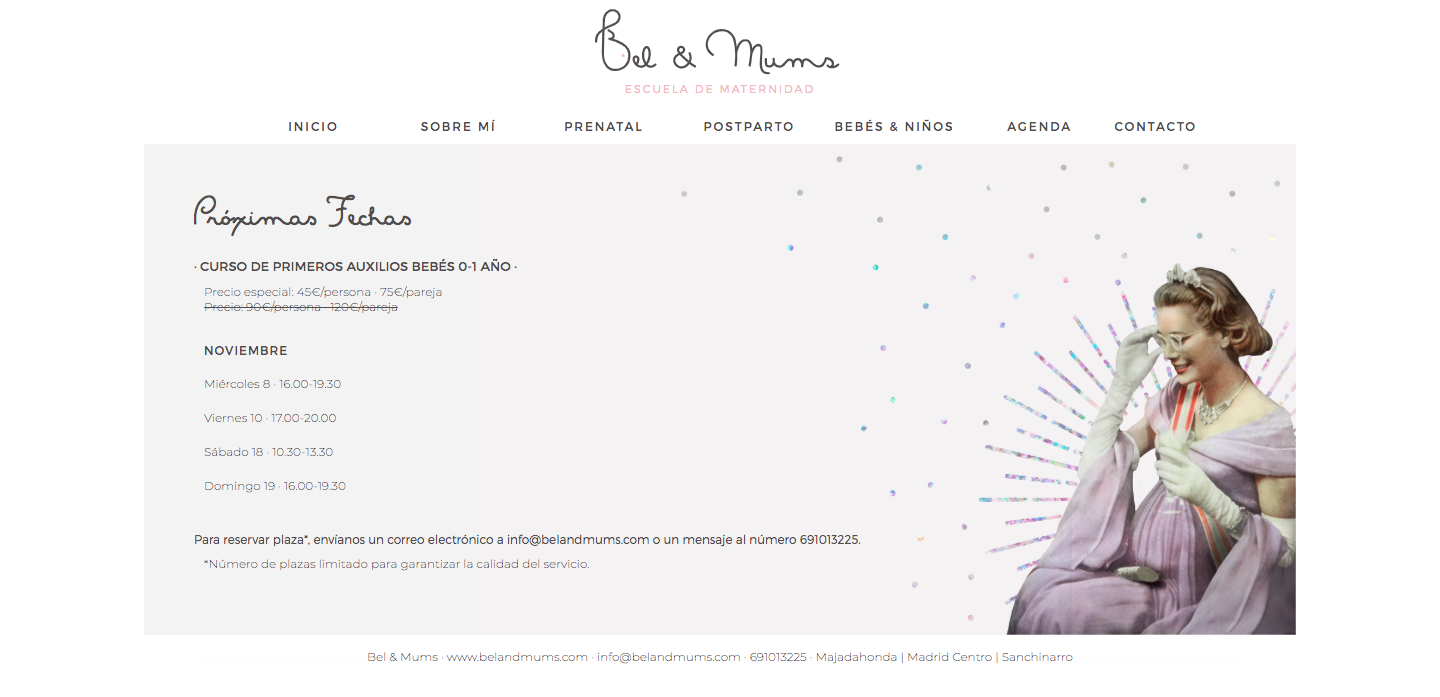 Bel & Mums
ESCUELA DE MATERNIDAD
INICIO SOBRE MÍ PRENATAL POSTPARTO BEBÉS & NIÑOS AGENDA CONTACTO
Próximas Fechas
· CURSO DE PRIMEROS AUXILIOS BEBÉS 0-1 AÑO ·
Precio especial: 45€/persona · 75€/pareja
Precio: 90€/persona · 120€/pareja
NOVIEMBRE
Miércoles 8 · 16.00-19.30
Viernes 10 · 17.00-20.00
Sábado 18 · 10.30-13.30
Domingo 19 · 16.00-19.30
Para reservar plaza*, envíanos un correo electrónico a info@belandmums.com o un mensaje al número 691013225.
*Número de plazas limitado para garantizar la calidad del servicio.
Bel & Mums · www.belandmums.com · info@belandmums.com · 691013225 · Majadahonda | Madrid Centro | Sanchinarro